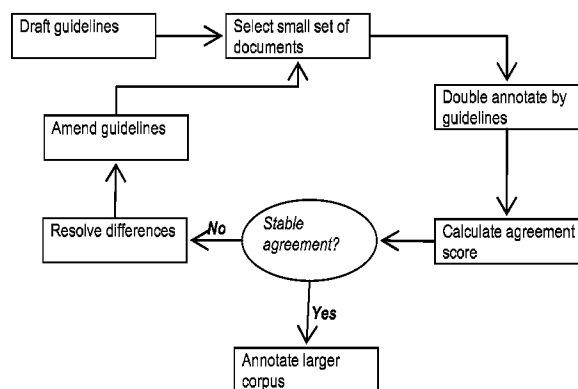 Draft guidelines
Select small set of
documents
Double annotate by
guidelines
Amend guidelines
Resolve differences
No
Stable
agreement?
Calculate agreement
score
Yes
Annotate larger
corpus